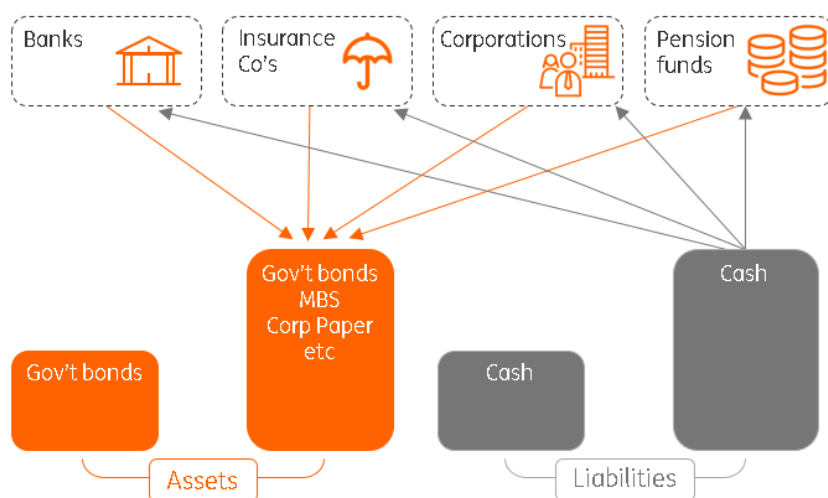 Banks
Insurance
Co's
Corporations
Pension
funds
Gov't bonds
MBS
Corp Paper
etc
Cash
Gov't bonds
Cash
Assets
Liabilities